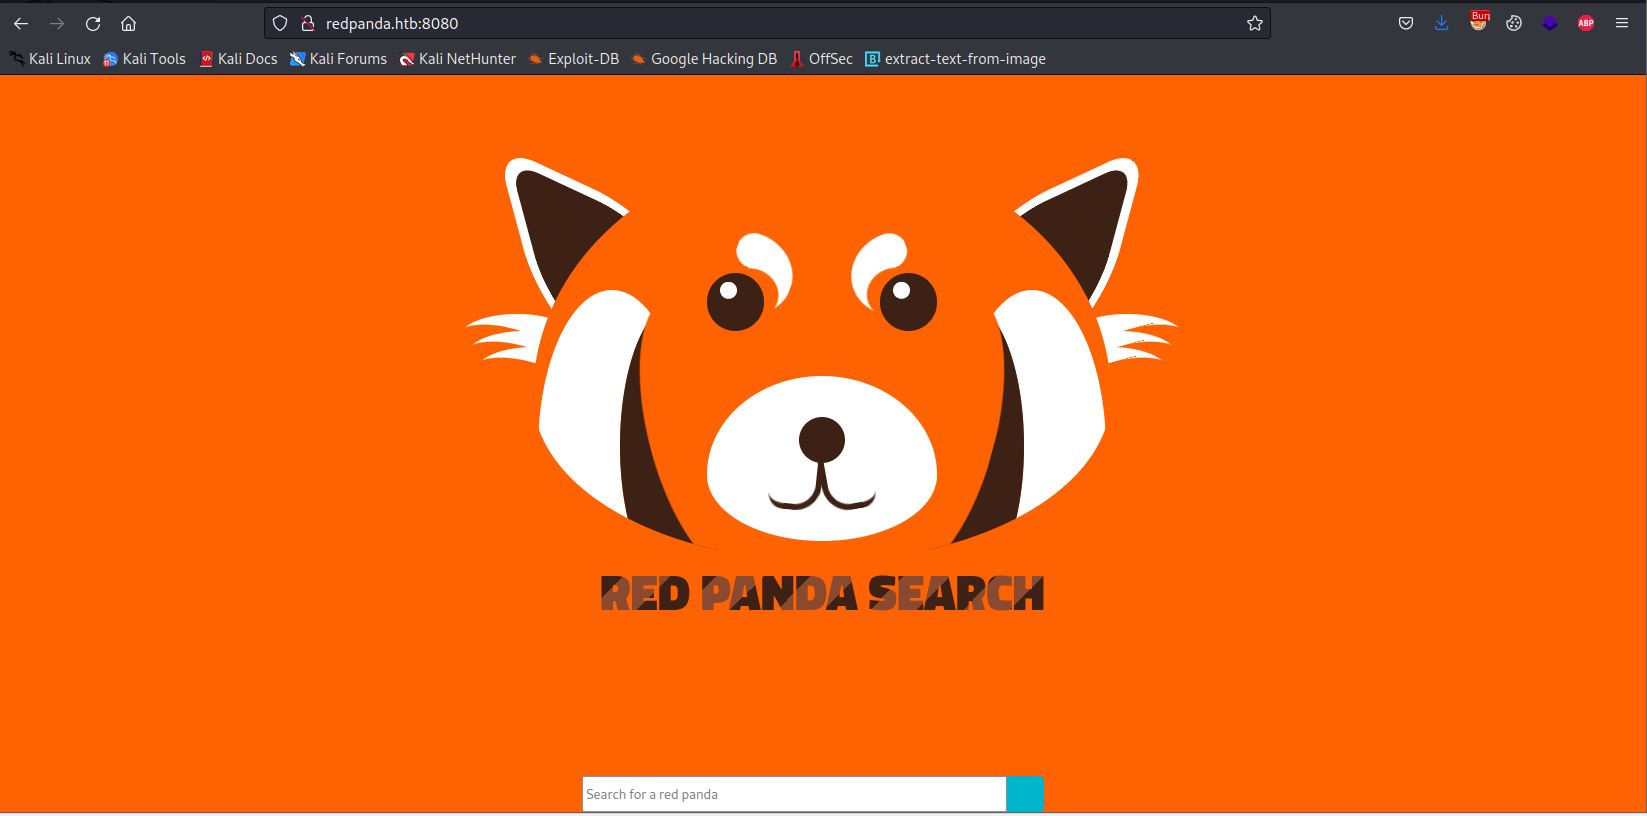 redpanda.htb:8080
Burp
Kali Linux Kali Tools Kali Docs Kali Forums Kali NetHunter Exploit-DB Google Hacking DB OffSec extract-text-from-image
ABP
RED PANDA SEARCH
Search for a red panda